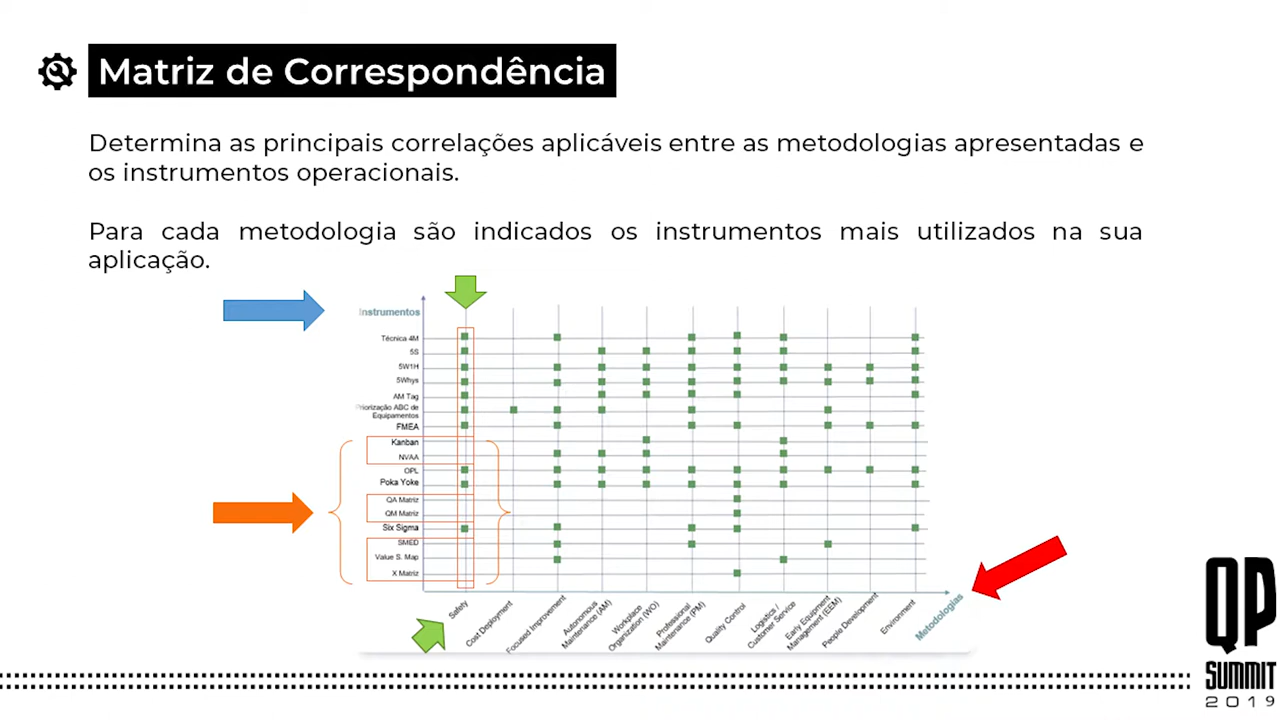 Matriz de Correspondência
Determina as principais correlações aplicáveis entre as metodologias apresentadas e
os instrumentos operacionais.
Para cada metodologia são indicados os instrumentos mais utilizados na sua
aplicação.
Instrumentos
Técnica 4M
5S
5W1H
5Whys
AM Tag
Priorização ABC de
Equipamentos
FMEA
Kanban
NVAA
OPL
Poka Yoke
QA Matriz
QM Matriz
Six Sigma
SMED
Value S. Map
X Matriz
Safety
Cost Deployment
Focused Improvement
Autonomous
Maintenance (AM)
Workplace
Organization (WO)
Professional
Maintenance (PM)
Quality Control
Logistics /
Customer Service
Early Equipment
Management (EEM)
People Development
Environment
Metodologias
QP
SUMMIT
2019